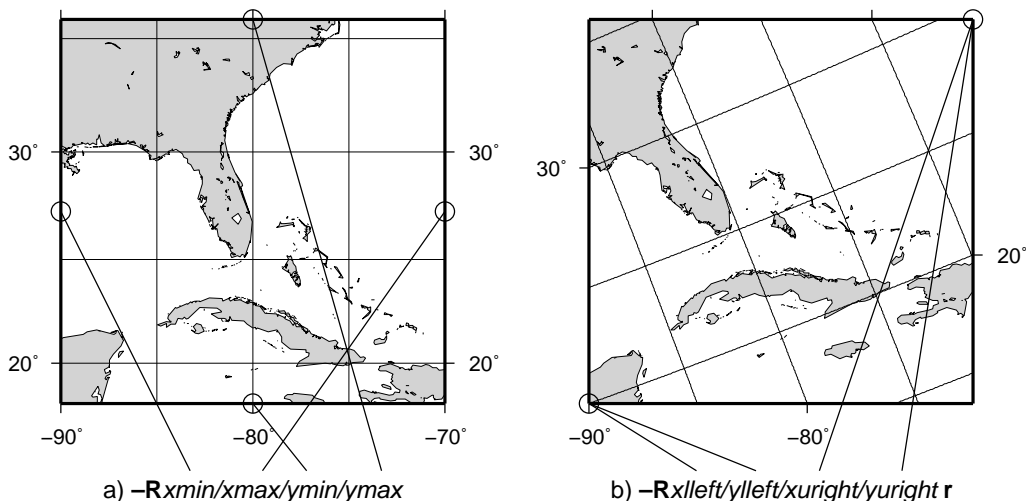 30° 30° 30°
20°
20° 20°
–90° –80° –70° –90° –80°
a) –Rxmin/xmax/ymin/ymax b) –Rxlleft/ylleft/xuright/yuright r